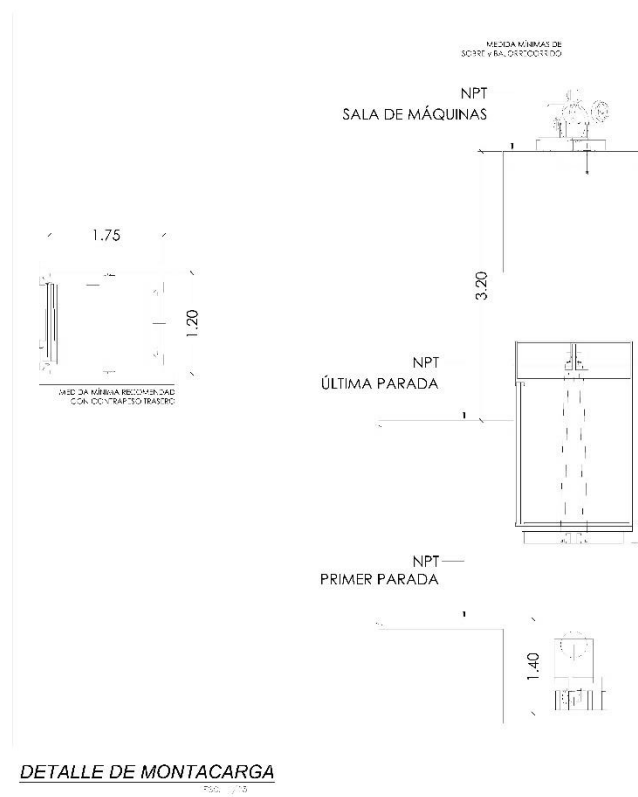 MEDIDA MÍNIMAS DE
SOBRE Y BAJORRECORRIDO
NPT
SALA DE MÁQUINAS
1.75
1.20
3.20
MEDIDA MÍNIMA RECOMENDAD
CON CONTRAPESO TRASERO
NPT
ÚLTIMA PARADA
NPT
PRIMER PARADA
1.40
DETALLE DE MONTACARGA